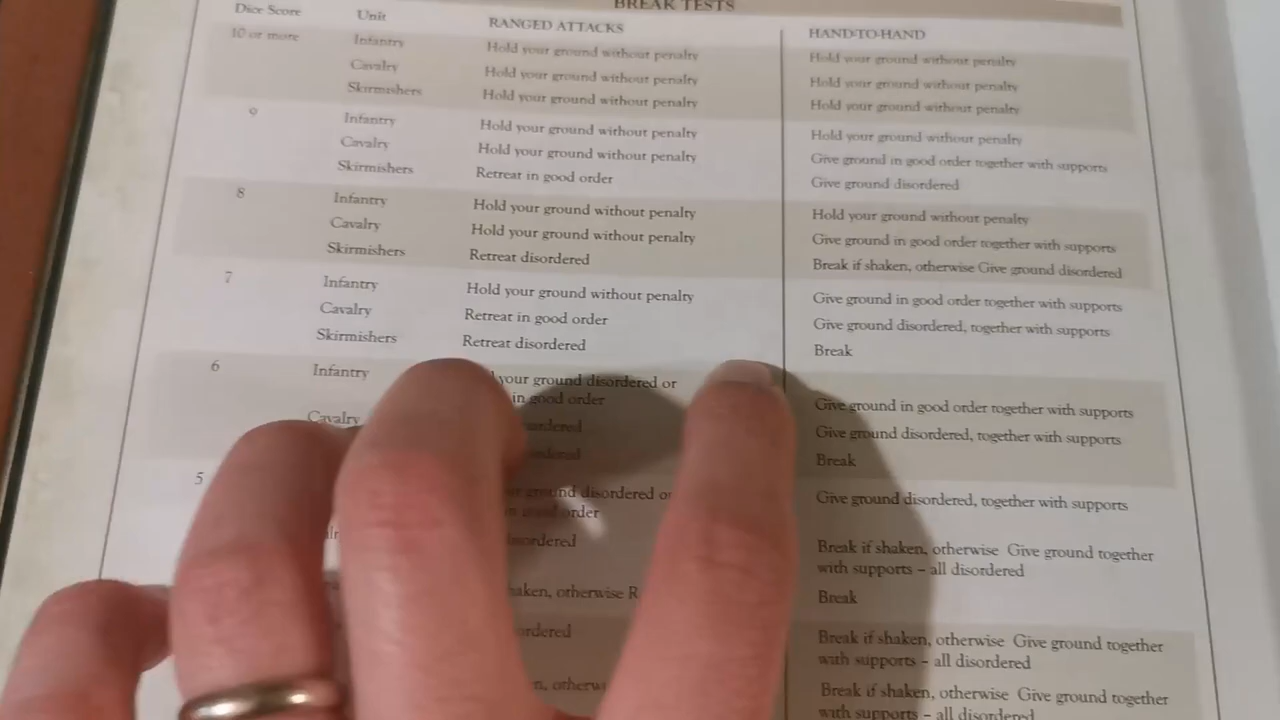 BREAK TESTS
Dice Score Unit RANGED ATTACKS HAND-TO-HAND
10 or more Infantry Hold your ground without penalty Hold your ground without penalty
Cavalry Hold your ground without penalty Hold your ground without penalty
Skirmishers Hold your ground without penalty Hold your ground without penalty
9 Infantry Hold your ground without penalty Hold your ground without penalty
Cavalry Hold your ground without penalty Give ground in good order together with supports
Skirmishers Retreat in good order Give ground disordered
8 Infantry Hold your ground without penalty Hold your ground without penalty
Cavalry Hold your ground without penalty Give ground in good order together with supports
Skirmishers Retreat disordered Break if shaken, otherwise Give ground disordered
7 Infantry Hold your ground without penalty Give ground in good order together with supports
Cavalry Retreat in good order Give ground disordered, together with supports
Skirmishers Retreat disordered Break
6 Infantry your ground disordered or
in good order Give ground in good order together with supports
Cavalry Give ground disordered, together with supports
Break
5 ground disordered or Give ground disordered, together with supports
in good order
Break if shaken, otherwise Give ground together
with supports – all disordered
otherwise R Break
Break if shaken, otherwise Give ground together
with supports – all disordered
Break if shaken, otherwise Give ground together
with supports – all disordered